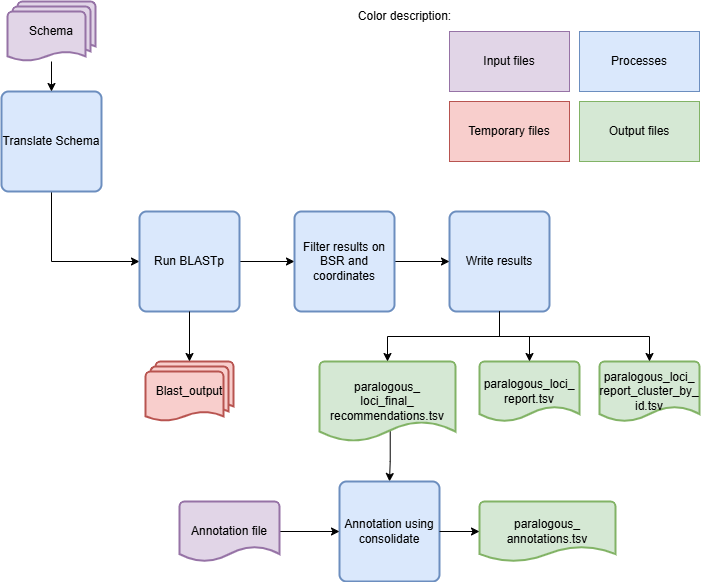 Color description:
Schema
Input files
Processes
Translate Schema
Temporary files
Output files
Run BLASTp
Filter results on
BSR and
coordinates
Write results
Blast_output
paralogous_
loci_final_
recommendations.tsv
paralogous_loci_
report.tsv
paralogous_loci_
report_cluster_by_
id.tsv
Annotation file
Annotation using
consolidate
paralogous_
annotations.tsv